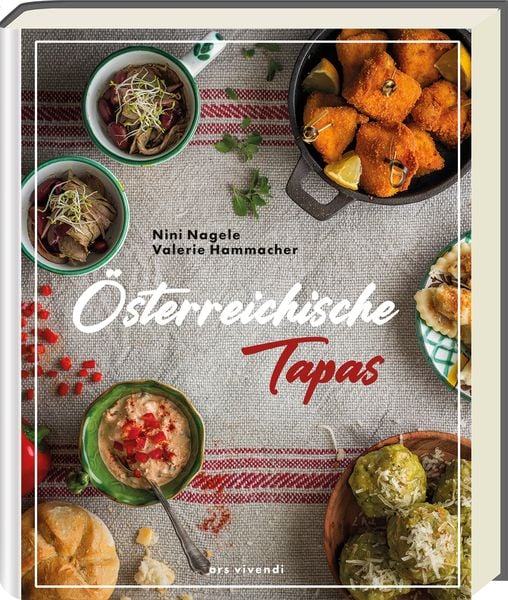 Nini Nagele
Valerie Hammacher
Österreichische
Tapas
ars vivendi